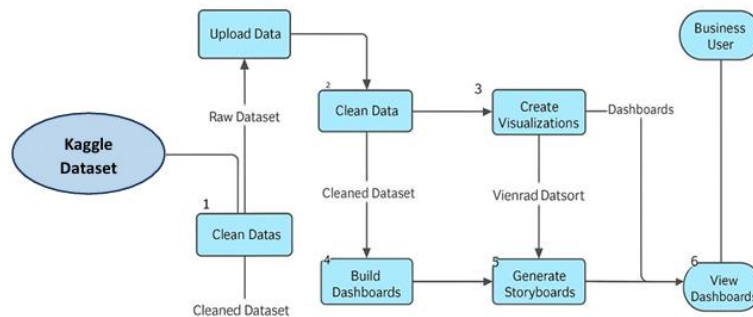 Upload Data
Business
User
2
3
Clean Data
Create
Visualizations
Dashboards
Raw Dataset
Kaggle
Dataset
Cleaned Dataset
Vienrad Datsort
1
Clean Datas
4
Build
Dashboards
5
Generate
Storyboards
6
View
Dashboards
Cleaned Dataset